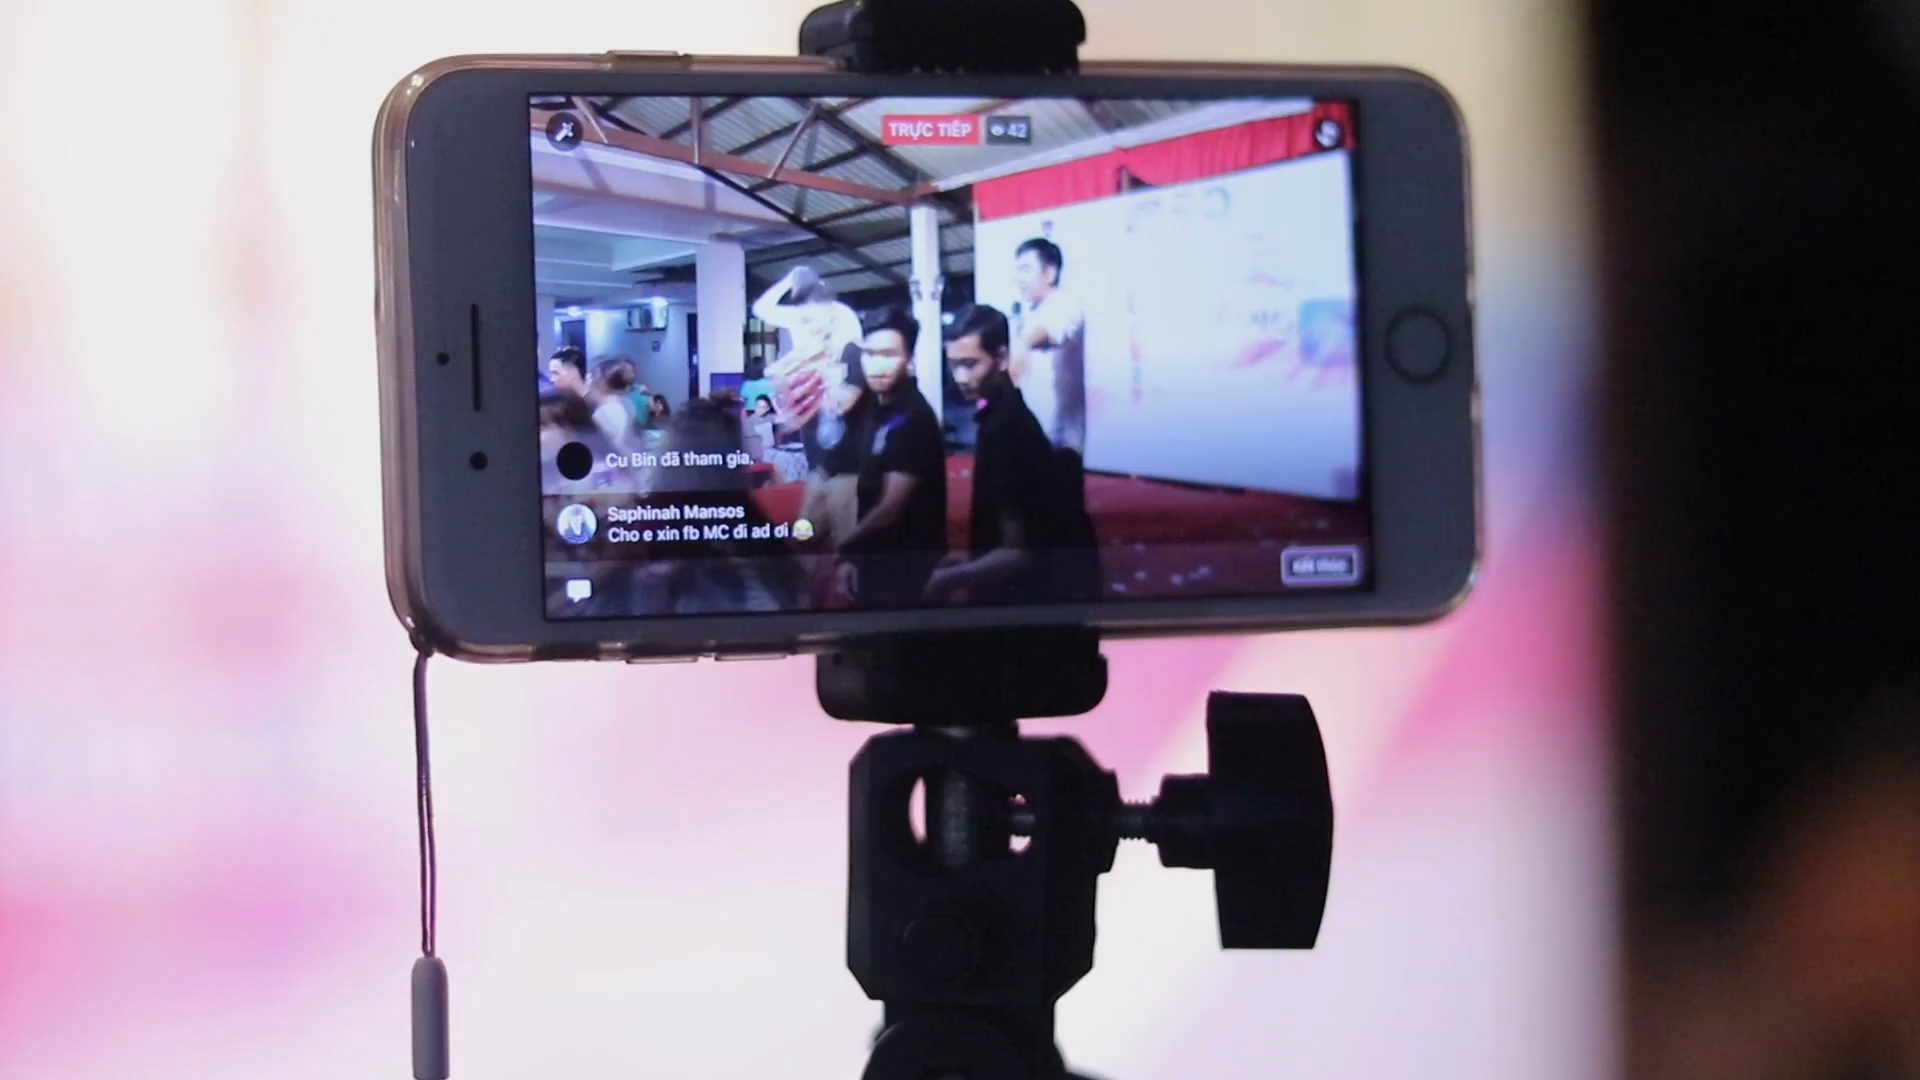 TRỰC TIẾP 42
Cu Bin đã tham gia.
Saphinah Mansos
Cho e xin fb MC đi ad ơi